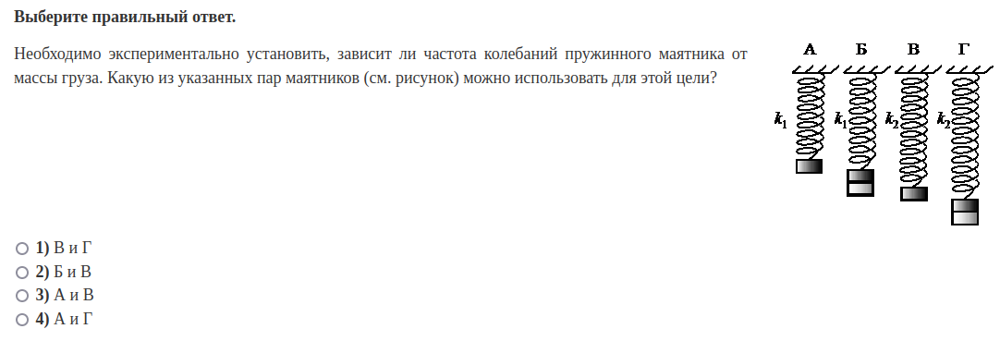 Выберите правильный ответ.
Необходимо экспериментально установить, зависит ли частота колебаний пружинного маятника от
массы груза. Какую из указанных пар маятников (см. рисунок) можно использовать для этой цели?
А Б В Г
k1 k1 k2 k2
1) В и Г
2) Б и В
3) А и В
4) А и Г